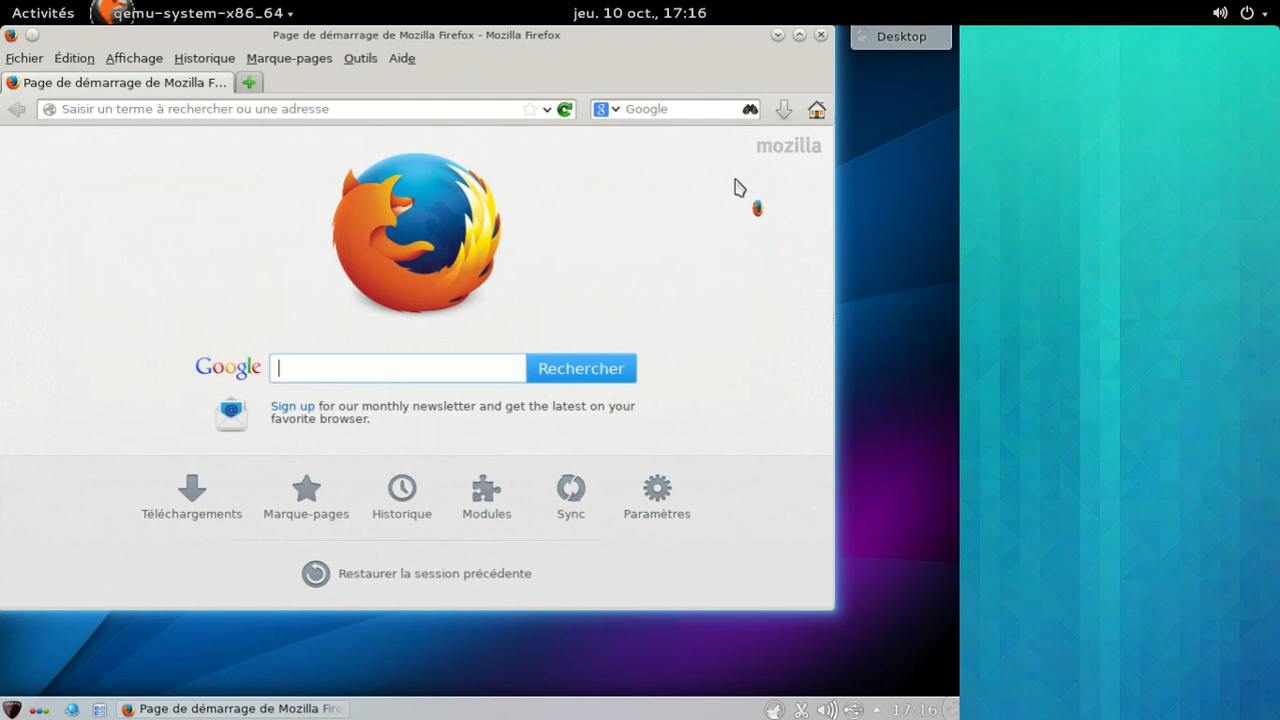 Activités
qemu-system-x86_64
jeu. 10 oct., 17:16
Page de démarrage de Mozilla Firefox - Mozilla Firefox
Desktop
Fichier Édition Affichage Historique Marque-pages Outils Aide
Page de démarrage de Mozilla F...
Saisir un terme à rechercher ou une adresse
8
Google
mozilla
Google
Rechercher
@
Sign up for our monthly newsletter and get the latest on your
favorite browser.
Téléchargements Marque-pages Historique Modules Sync Paramètres
Restaurer la session précédente
Page de démarrage de Mozilla Fire
17:16